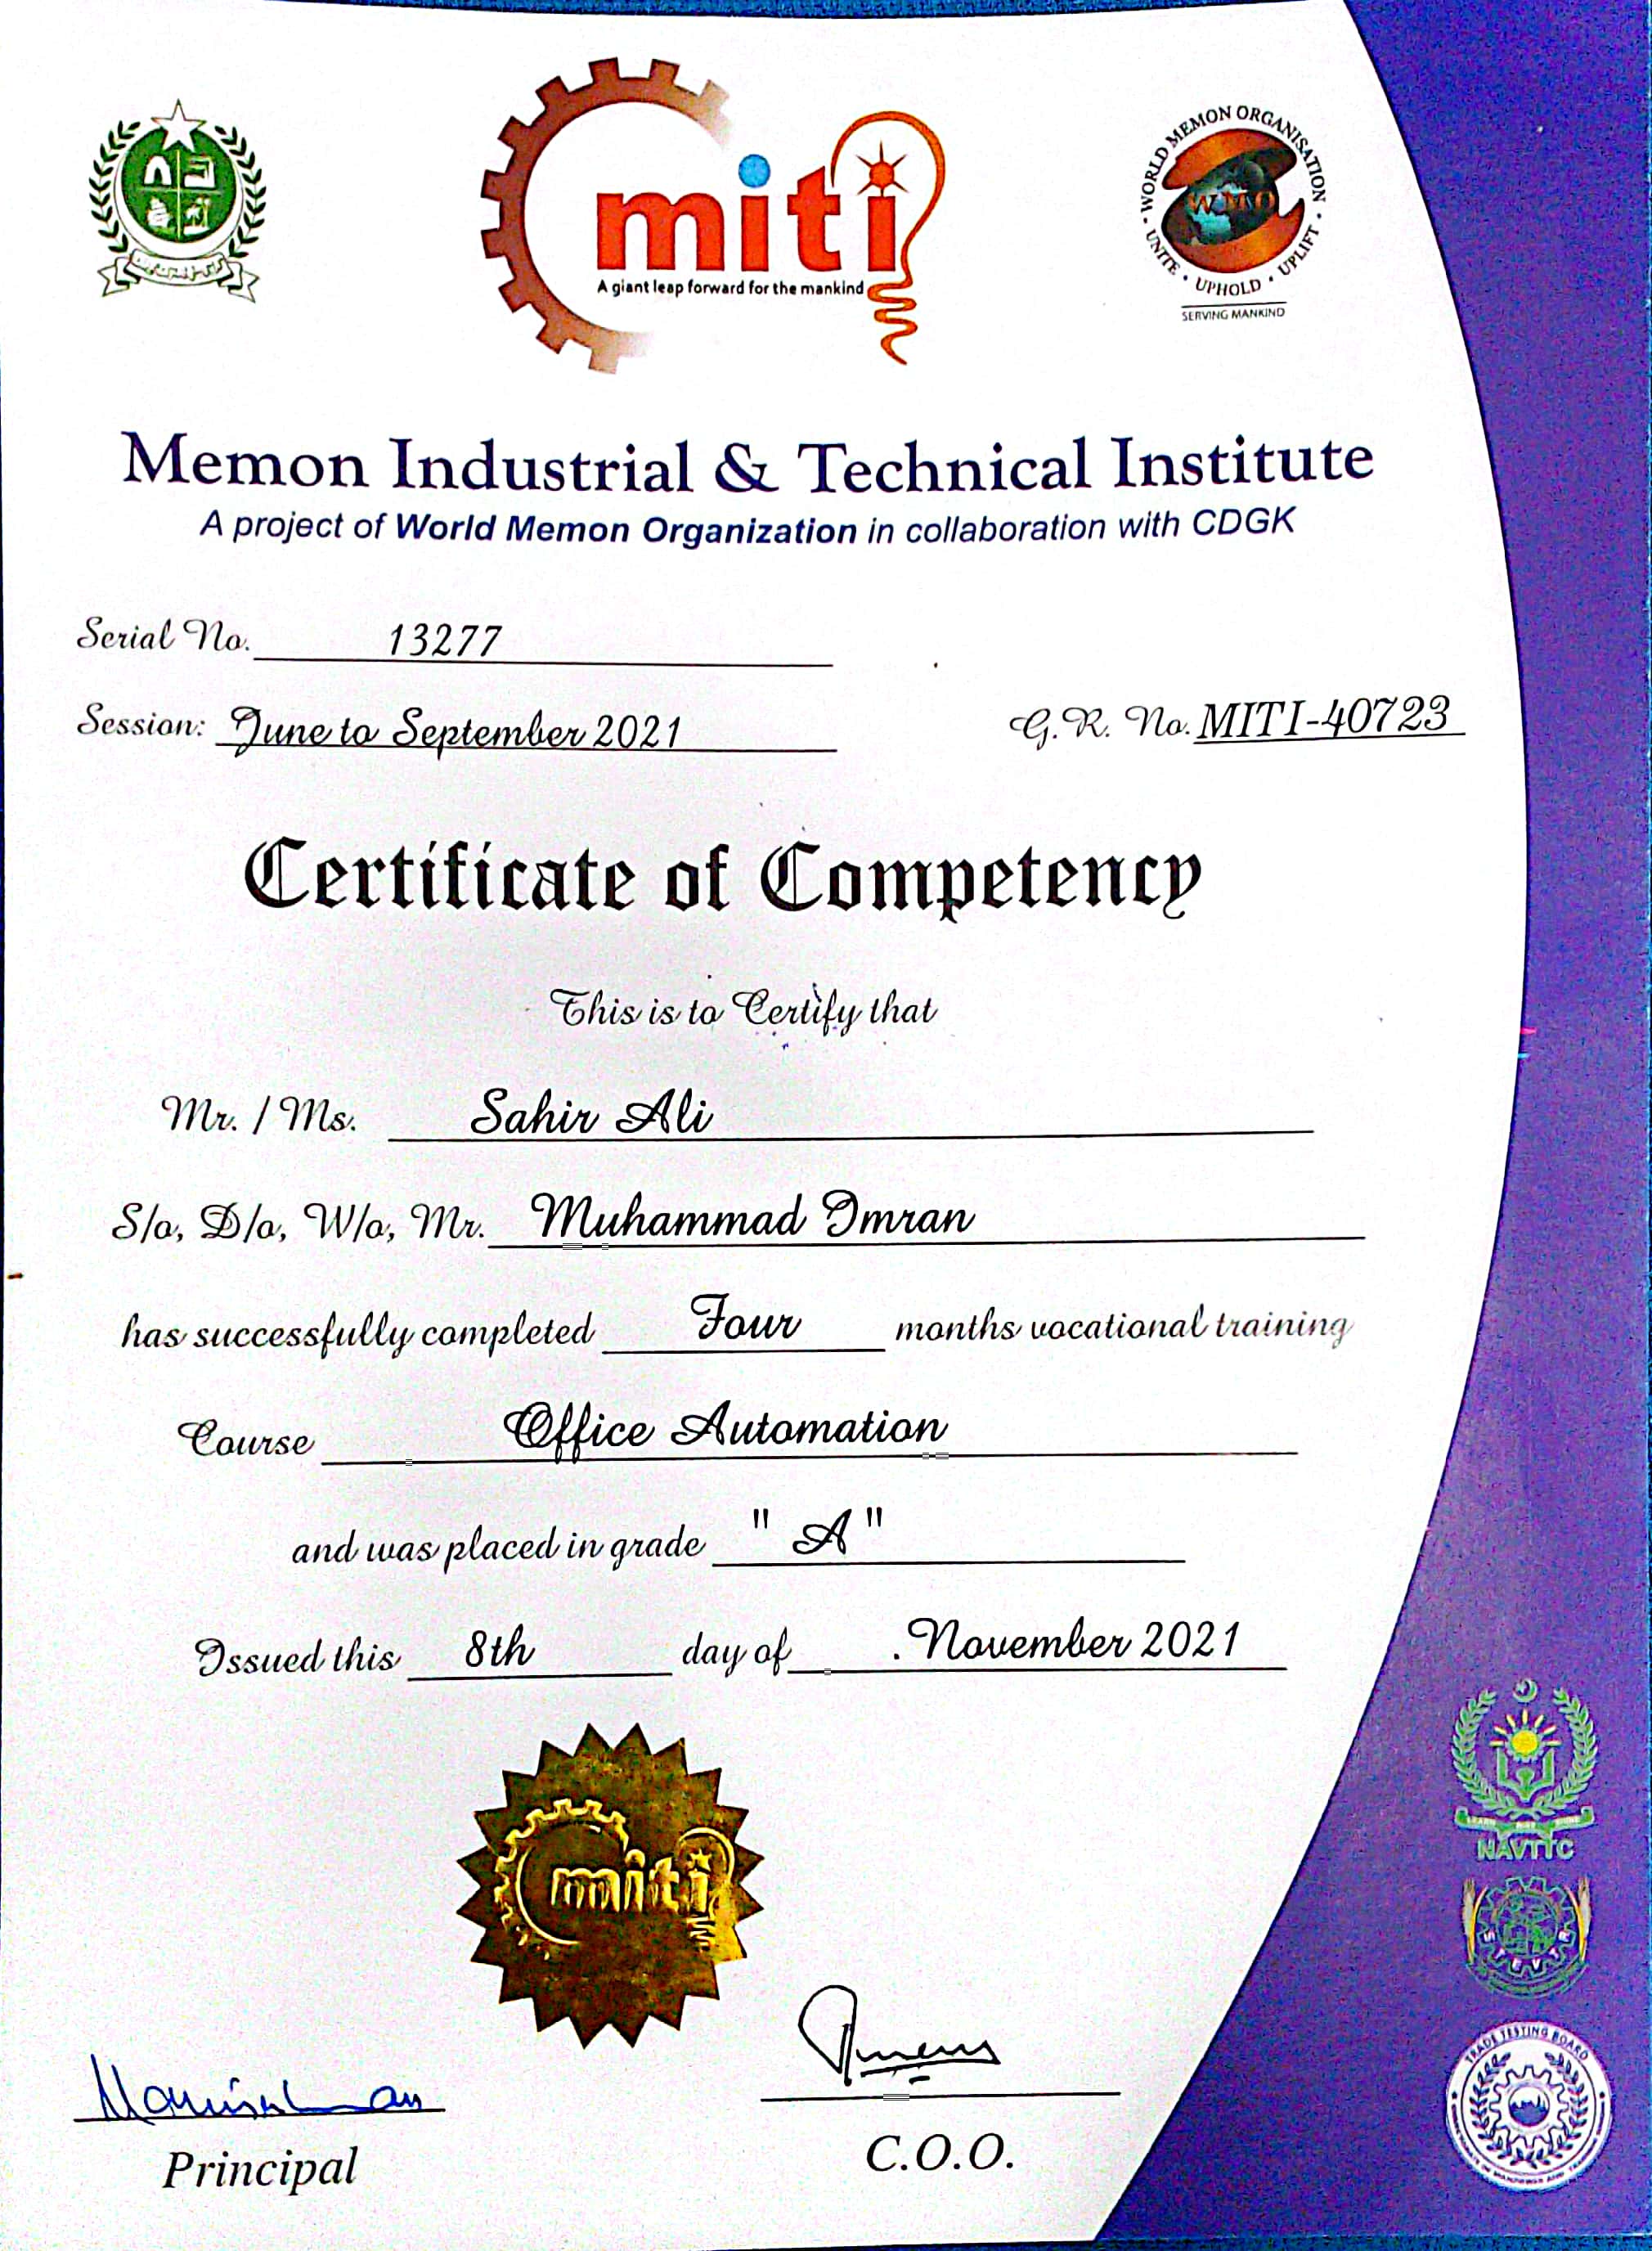 miti
A giant leap forward for the mankind
WORLD MEMON ORGANISATION
WMO
UNITE • UPHOLD • UPLIFT
SERVING MANKIND
Memon Industrial & Technical Institute
A project of World Memon Organization in collaboration with CDGK
Serial No. 13277
Session: June to September 2021
G.R. No. MITI-40723
Certificate of Competency
This is to Certify that
Mr. / Ms. Sahir Ali
S/o, D/o, W/o, Mr. Muhammad Imran
has successfully completed Four months vocational training
Course Office Automation
and was placed in grade " A "
Issued this 8th day of . November 2021
miti
NAVTTC
TRADE TESTING BOARD
Principal
C.O.O.